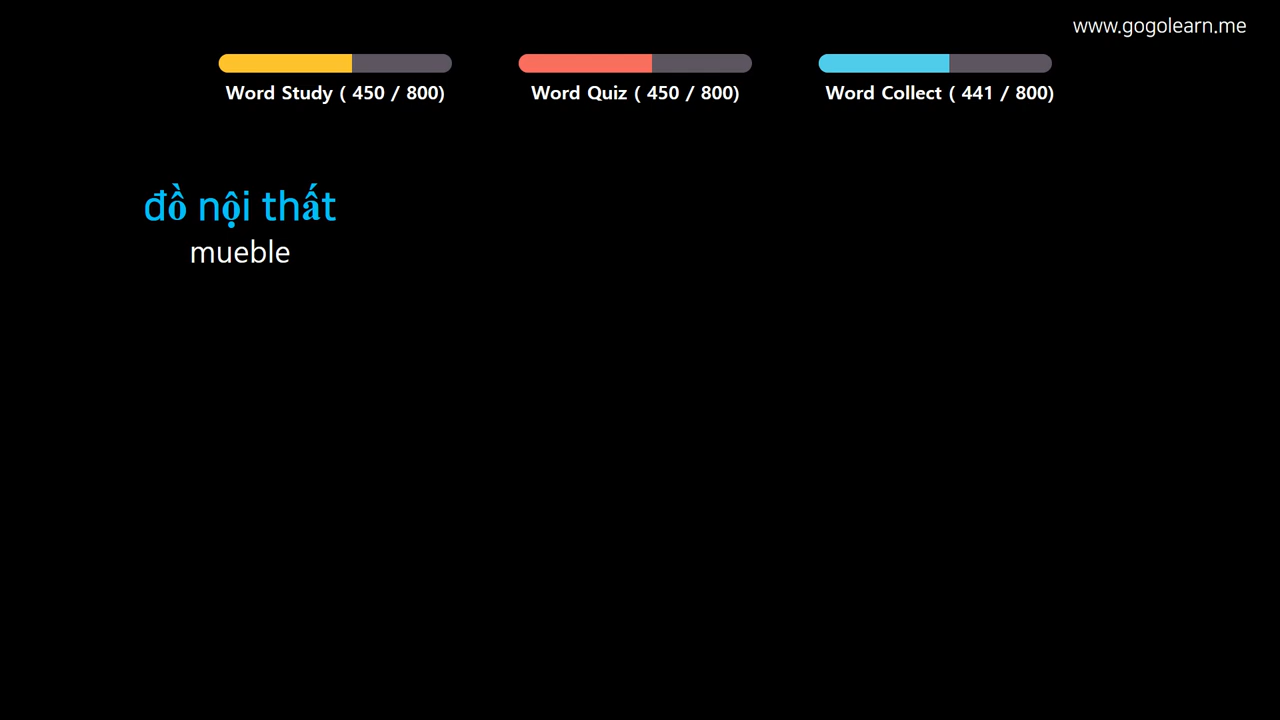 www.gogolearn.me
Word Study ( 450 / 800)
Word Quiz ( 450 / 800)
Word Collect ( 441 / 800)
đồ nội thất
mueble